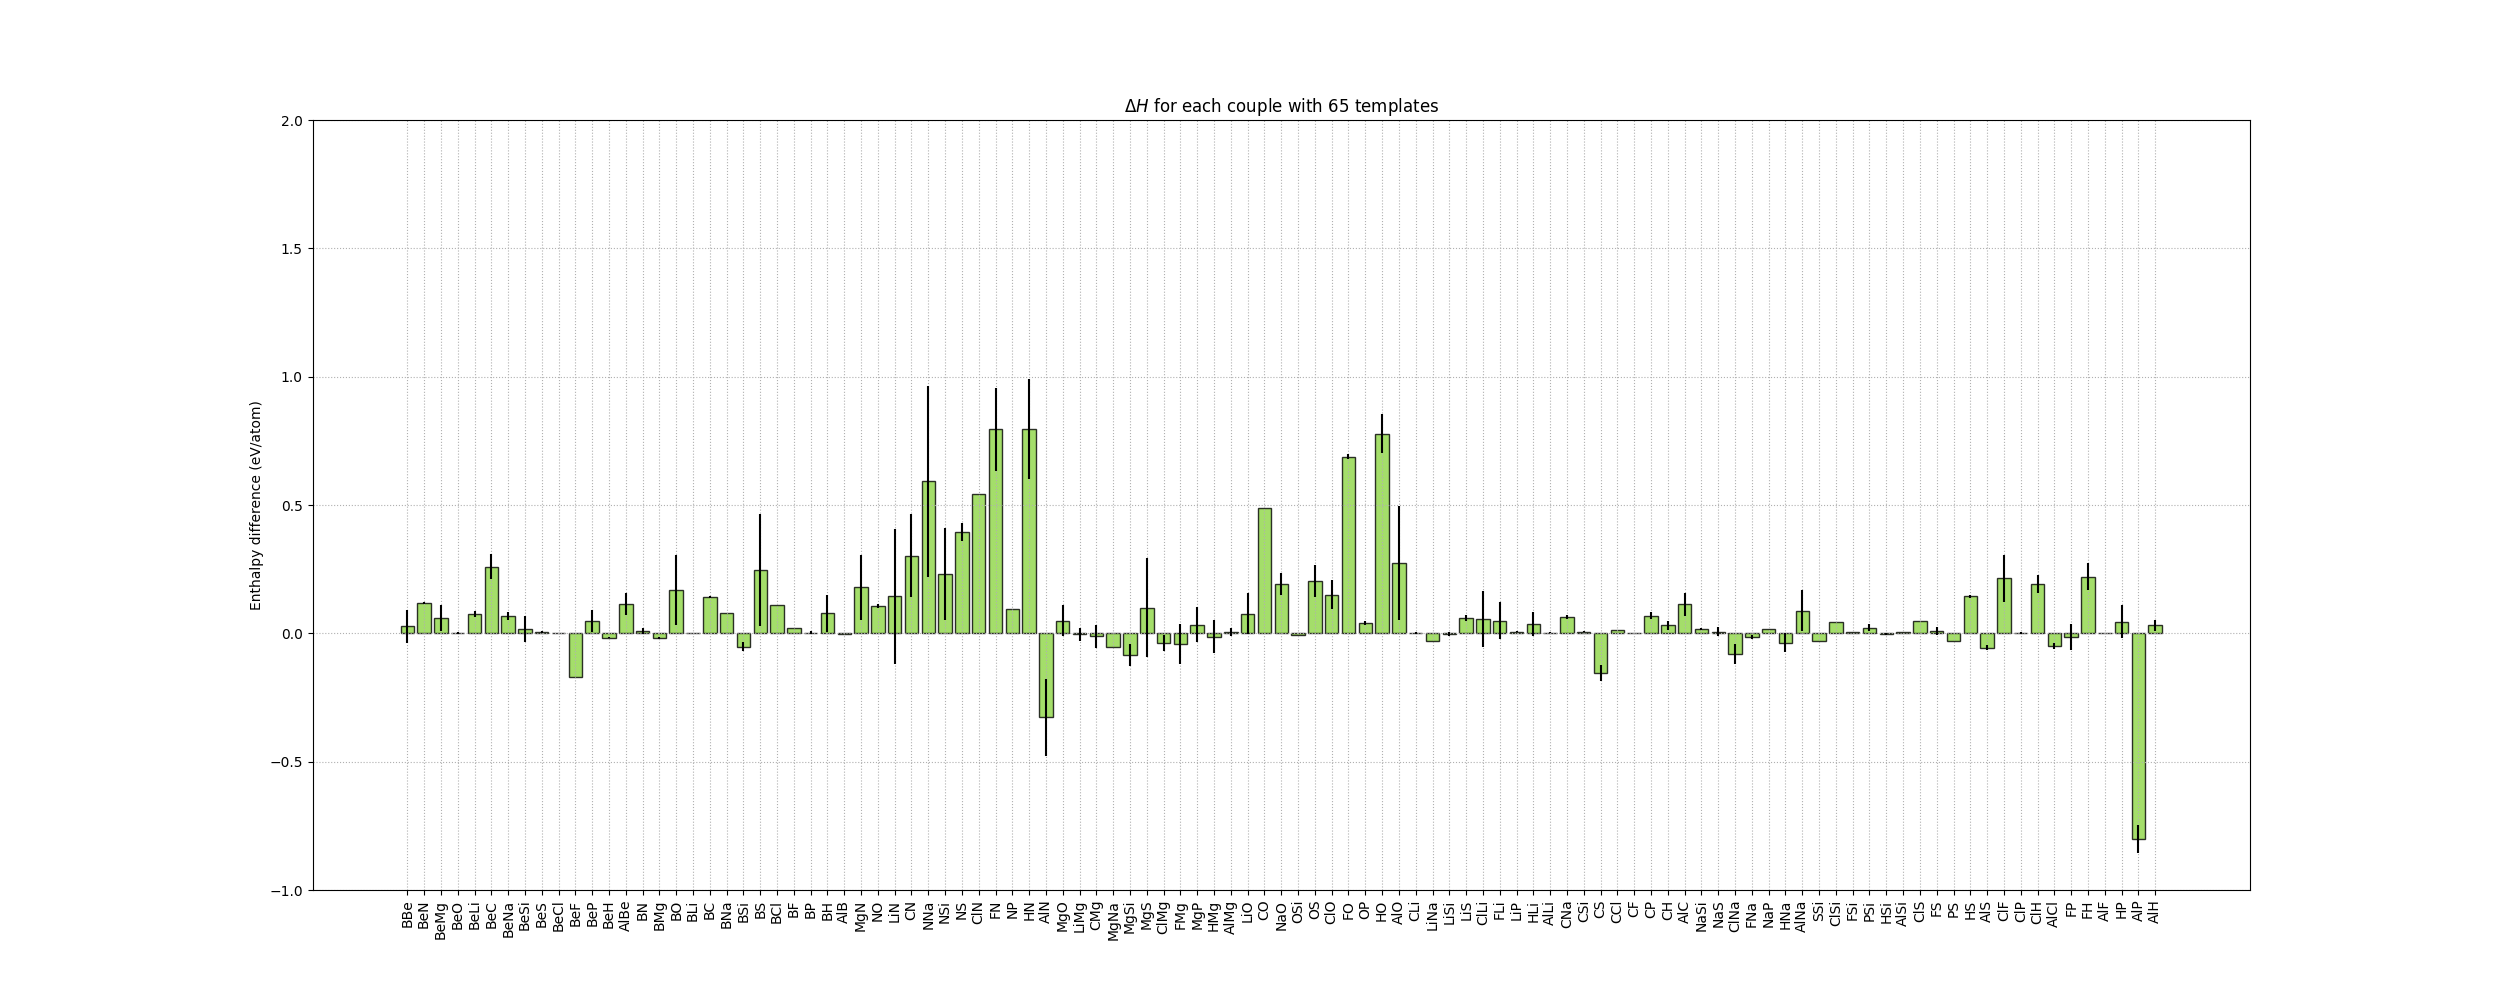 ΔH for each couple with 65 templates
Enthalpy difference (eV/atom)
2.0
1.5
1.0
0.5
0.0
−0.5
−1.0
BBe
BeN
BeMg
BeO
BeLi
BeC
BeNa
BeSi
BeS
BeCl
BeF
BeP
BeH
AlBe
BN
BMg
BO
BLi
BC
BNa
BSi
BS
BCl
BF
BP
BH
AlB
MgN
NO
LiN
CN
NNa
NSi
NS
ClN
FN
NP
HN
AlN
MgO
LiMg
CMg
MgNa
MgSi
MgS
ClMg
FMg
MgP
HMg
AlMg
LiO
CO
NaO
OSi
OS
ClO
FO
OP
HO
AlO
CLi
LiNa
LiSi
LiS
ClLi
FLi
LiP
HLi
AlLi
CNa
CSi
CS
CCl
CF
CP
CH
AlC
NaSi
NaS
ClNa
FNa
NaP
HNa
AlNa
SSi
ClSi
FSi
PSi
HSi
AlSi
ClS
FS
PS
HS
AlS
ClF
ClP
ClH
AlCl
FP
FH
AlF
HP
AlP
AlH